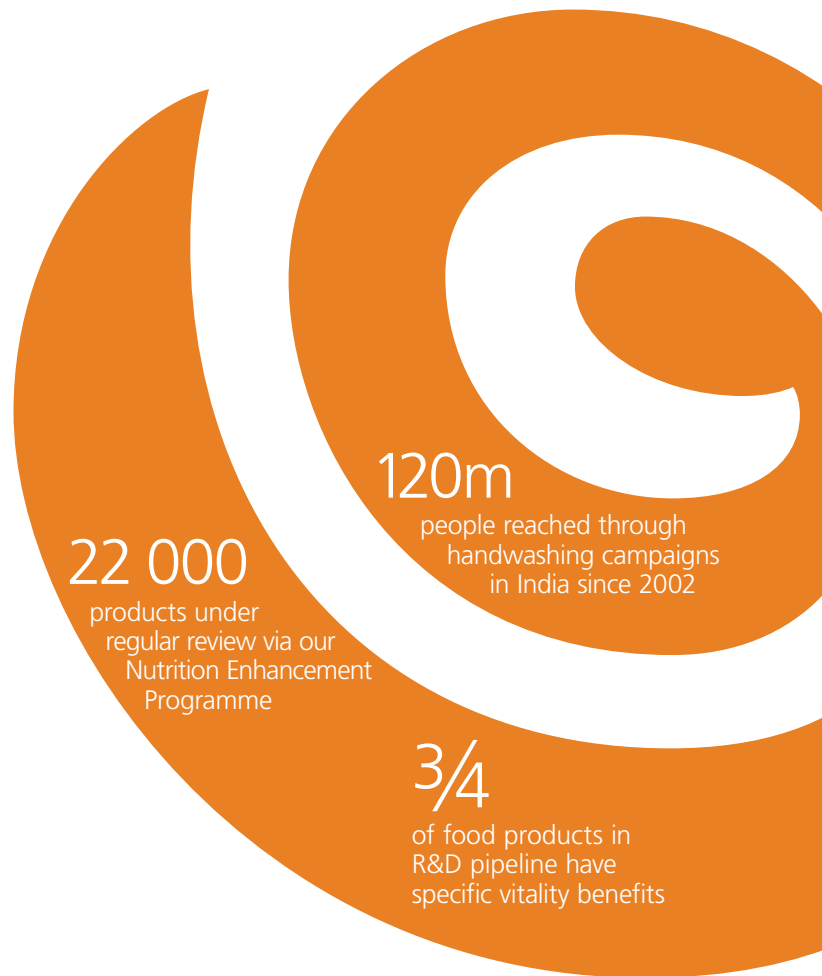 120m
people reached through
handwashing campaigns
in India since 2002
22 000
products under
regular review via our
Nutrition Enhancement
Programme
3/4
of food products in
R&D pipeline have
specific vitality benefits